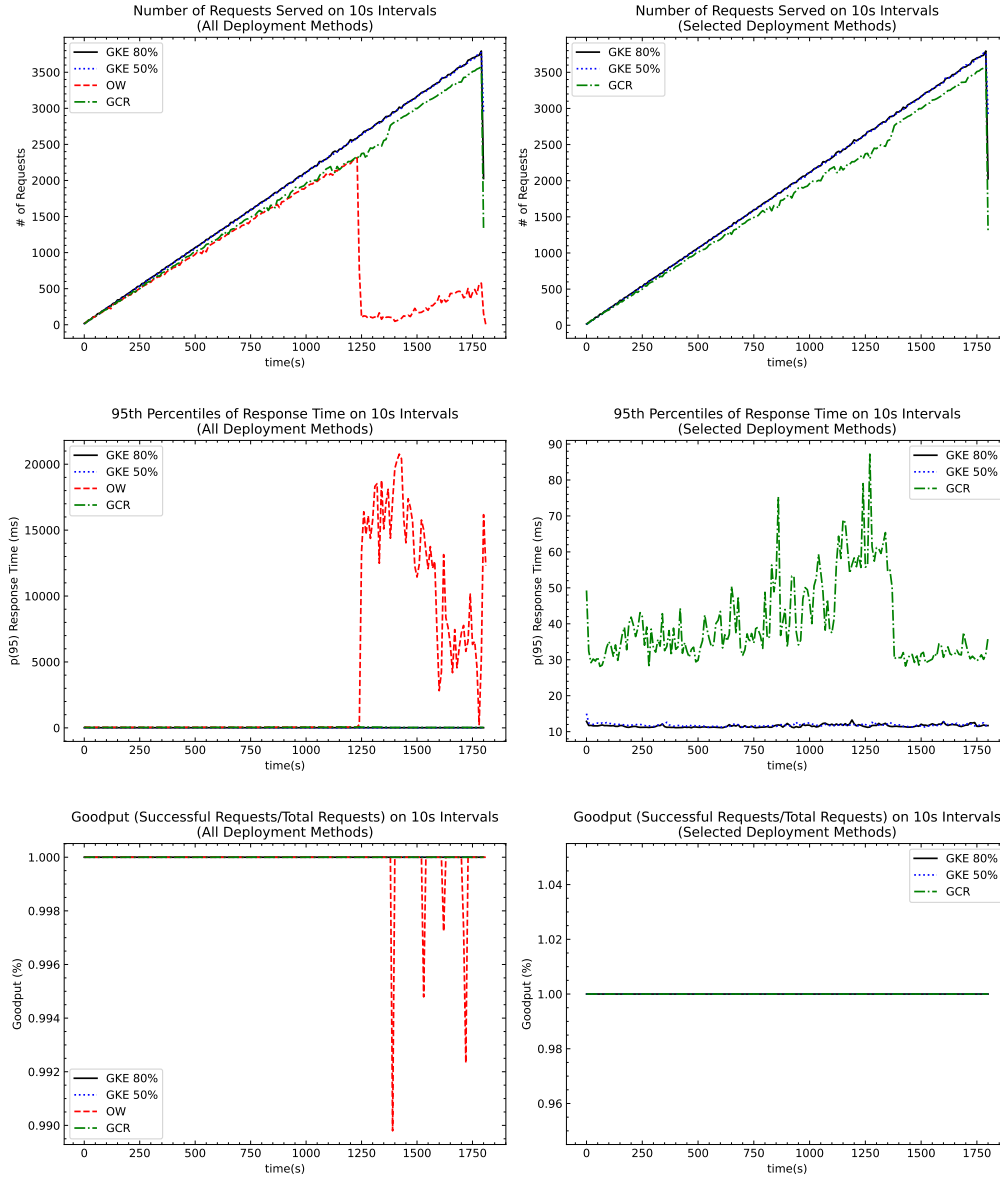 Number of Requests Served on 10s Intervals
(All Deployment Methods)
GKE 80%
GKE 50%
OW
GCR
# of Requests
3500
3000
2500
2000
1500
1000
500
0
0 250 500 750 1000 1250 1500 1750
time(s)
Number of Requests Served on 10s Intervals
(Selected Deployment Methods)
GKE 80%
GKE 50%
GCR
# of Requests
3500
3000
2500
2000
1500
1000
500
0
0 250 500 750 1000 1250 1500 1750
time(s)
95th Percentiles of Response Time on 10s Intervals
(All Deployment Methods)
GKE 80%
GKE 50%
OW
GCR
p(95) Response Time (ms)
20000
15000
10000
5000
0
0 250 500 750 1000 1250 1500 1750
time(s)
95th Percentiles of Response Time on 10s Intervals
(Selected Deployment Methods)
GKE 80%
GKE 50%
GCR
p(95) Response Time (ms)
90
80
70
60
50
40
30
20
10
0 250 500 750 1000 1250 1500 1750
time(s)
Goodput (Successful Requests/Total Requests) on 10s Intervals
(All Deployment Methods)
GKE 80%
GKE 50%
OW
GCR
Goodput (%)
1.000
0.998
0.996
0.994
0.992
0.990
0 250 500 750 1000 1250 1500 1750
time(s)
Goodput (Successful Requests/Total Requests) on 10s Intervals
(Selected Deployment Methods)
GKE 80%
GKE 50%
GCR
Goodput (%)
1.04
1.02
1.00
0.98
0.96
0 250 500 750 1000 1250 1500 1750
time(s)